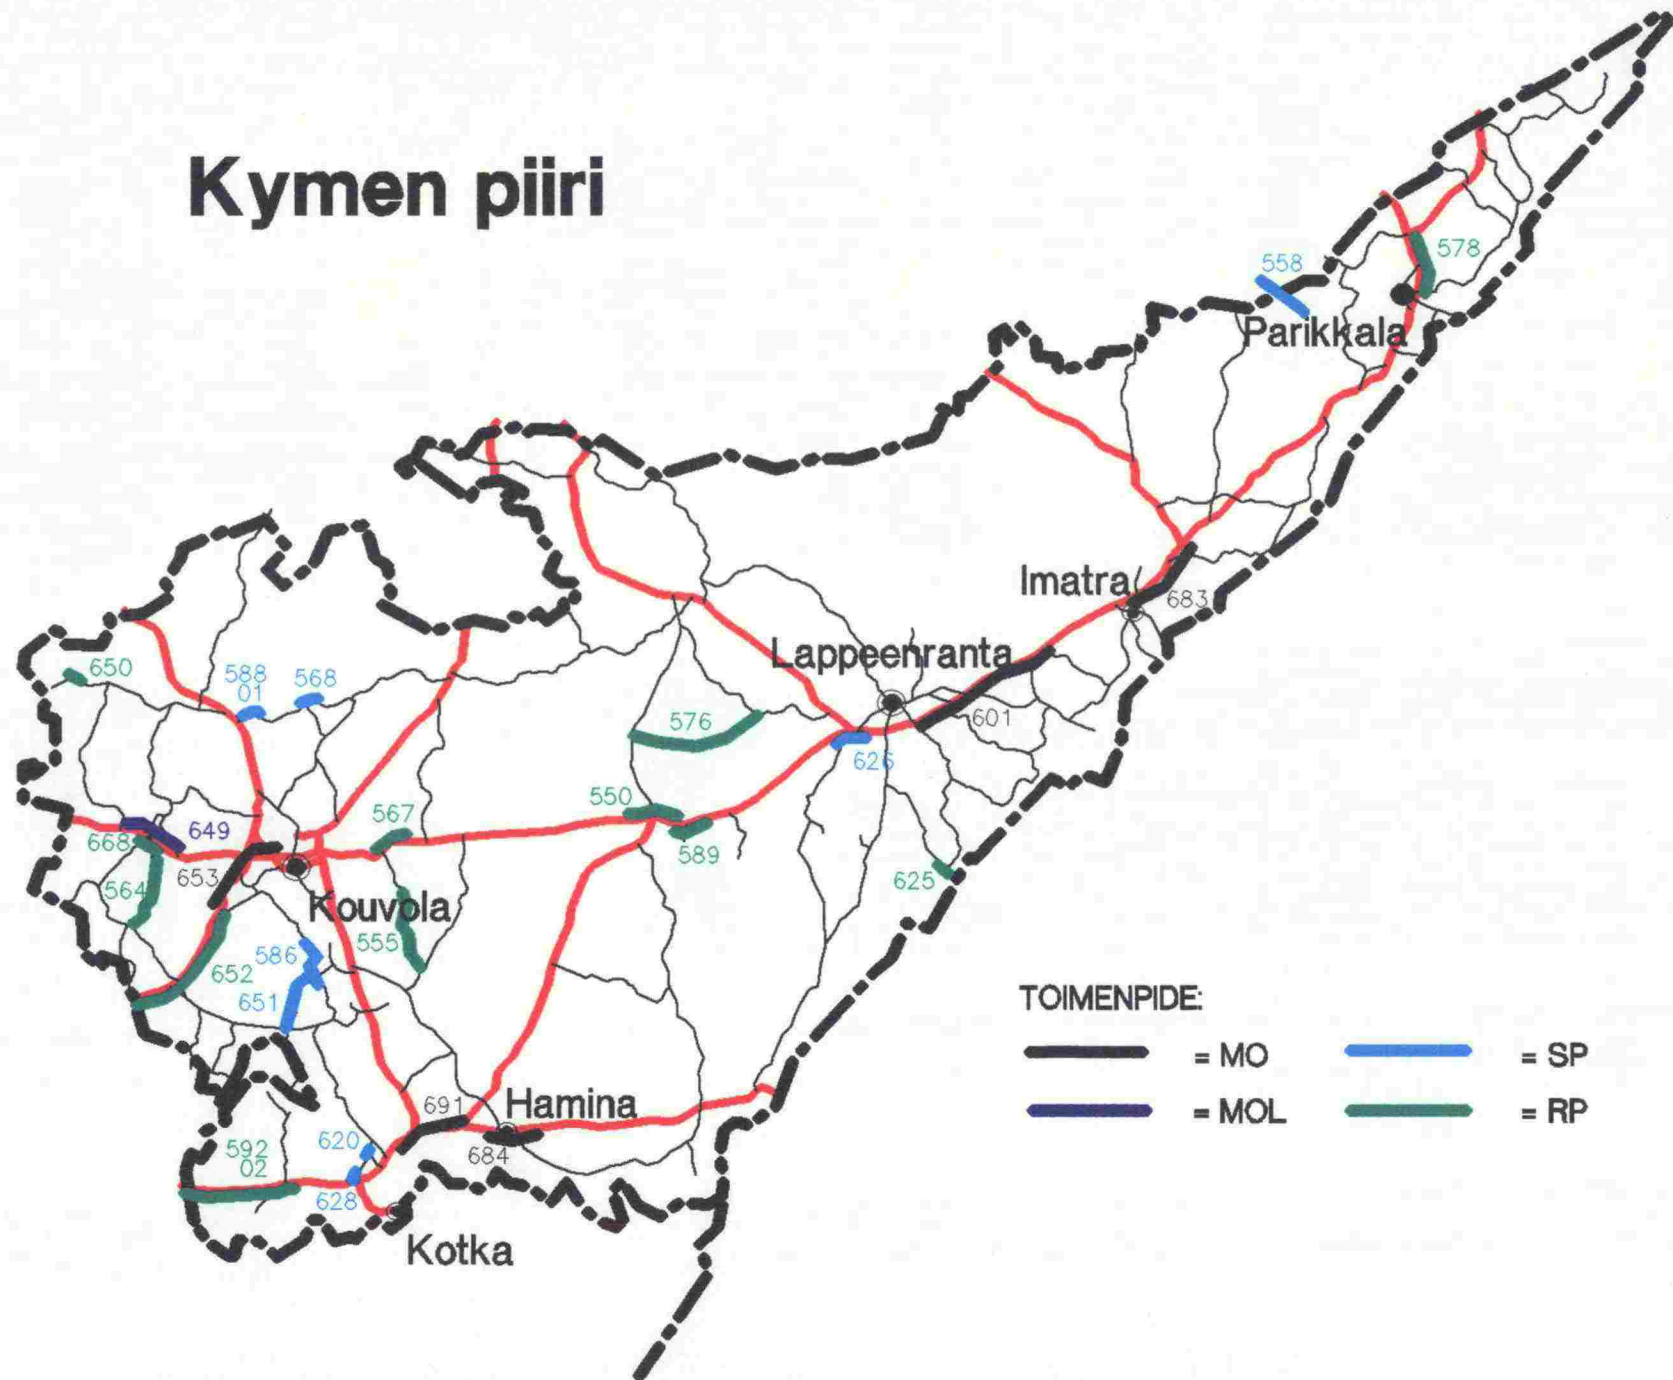 Kymen piiri
558
578
Parikkala
Imatra
683
Lappeenranta
650
588
01
568
576
601
626
550
567
589
668
649
653
564
625
Kouvola
555
586
652
651
TOIMENPIDE:
= MO
= SP
= MOL
= RP
691
Hamina
684
620
592
02
628
Kotka